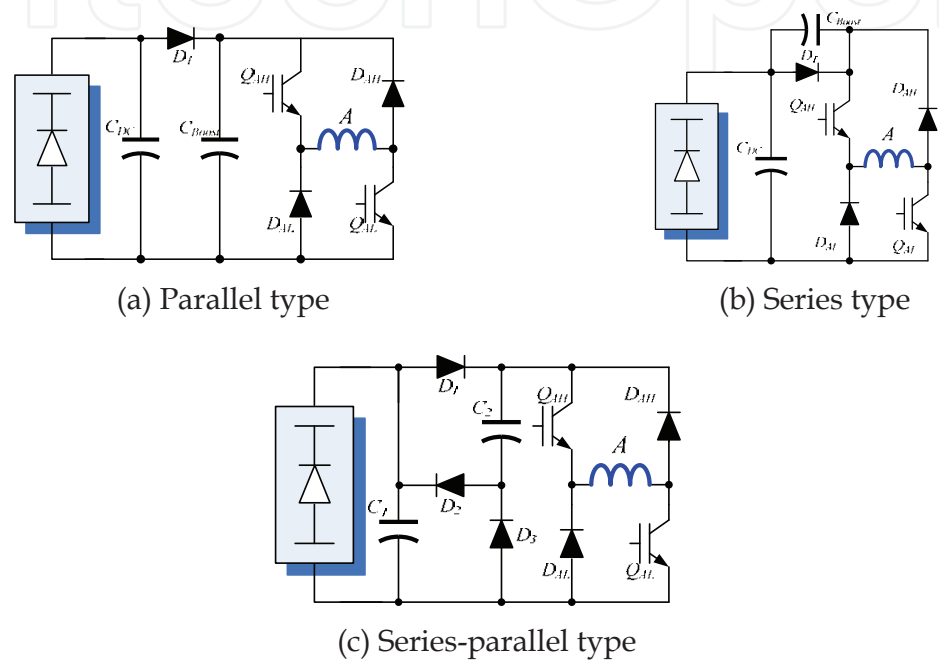 D1
CDC
CBoost
QAH
DAH
A
DAL
QAL
(a) Parallel type
CBoost
D1
QAH
DAH
CDC
A
DAL
QAL
(b) Series type
D1
C2
QAH
DAH
A
C1
D2
D3
DAL
QAL
(c) Series-parallel type